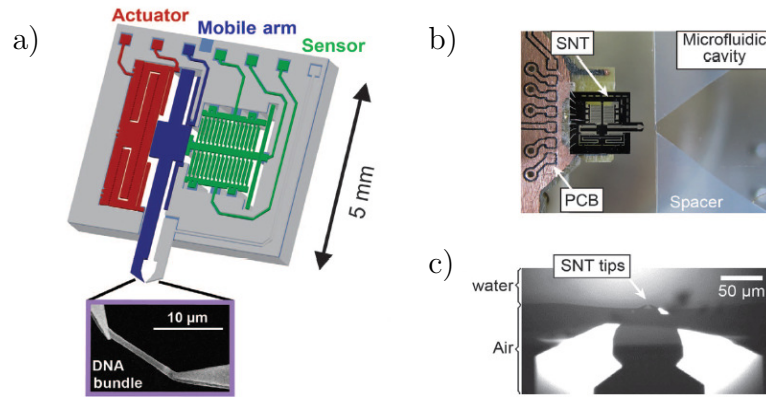 a)
Actuator
Mobile arm
Sensor
5 mm
10 µm
DNA
bundle
b)
SNT
Microfluidic
cavity
PCB
Spacer
c)
SNT tips
water
50 µm
Air